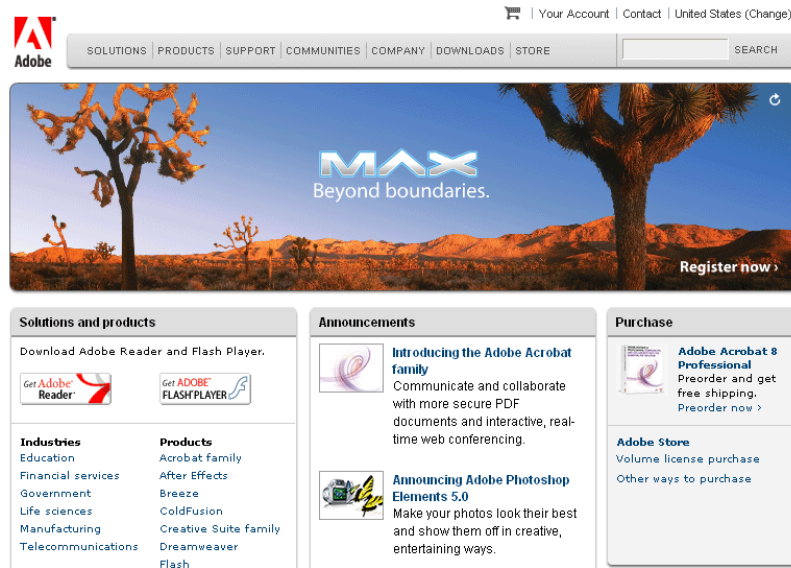 Your Account | Contact | United States (Change)
Adobe
SOLUTIONS | PRODUCTS | SUPPORT | COMMUNITIES | COMPANY | DOWNLOADS | STORE
SEARCH
MAX
Beyond boundaries.
Register now ›
Solutions and products
Download Adobe Reader and Flash Player.
Get Adobe® Reader®
Get ADOBE® FLASH® PLAYER
Industries
Education
Financial services
Government
Life sciences
Manufacturing
Telecommunications
Products
Acrobat family
After Effects
Breeze
ColdFusion
Creative Suite family
Dreamweaver
Flash
Announcements
Introducing the Adobe Acrobat
family
Communicate and collaborate
with more secure PDF
documents and interactive, real-
time web conferencing.
Announcing Adobe Photoshop
Elements 5.0
Make your photos look their best
and show them off in creative,
entertaining ways.
Purchase
Adobe Acrobat 8
Professional
Preorder and get
free shipping.
Preorder now ›
Adobe Store
Volume license purchase
Other ways to purchase